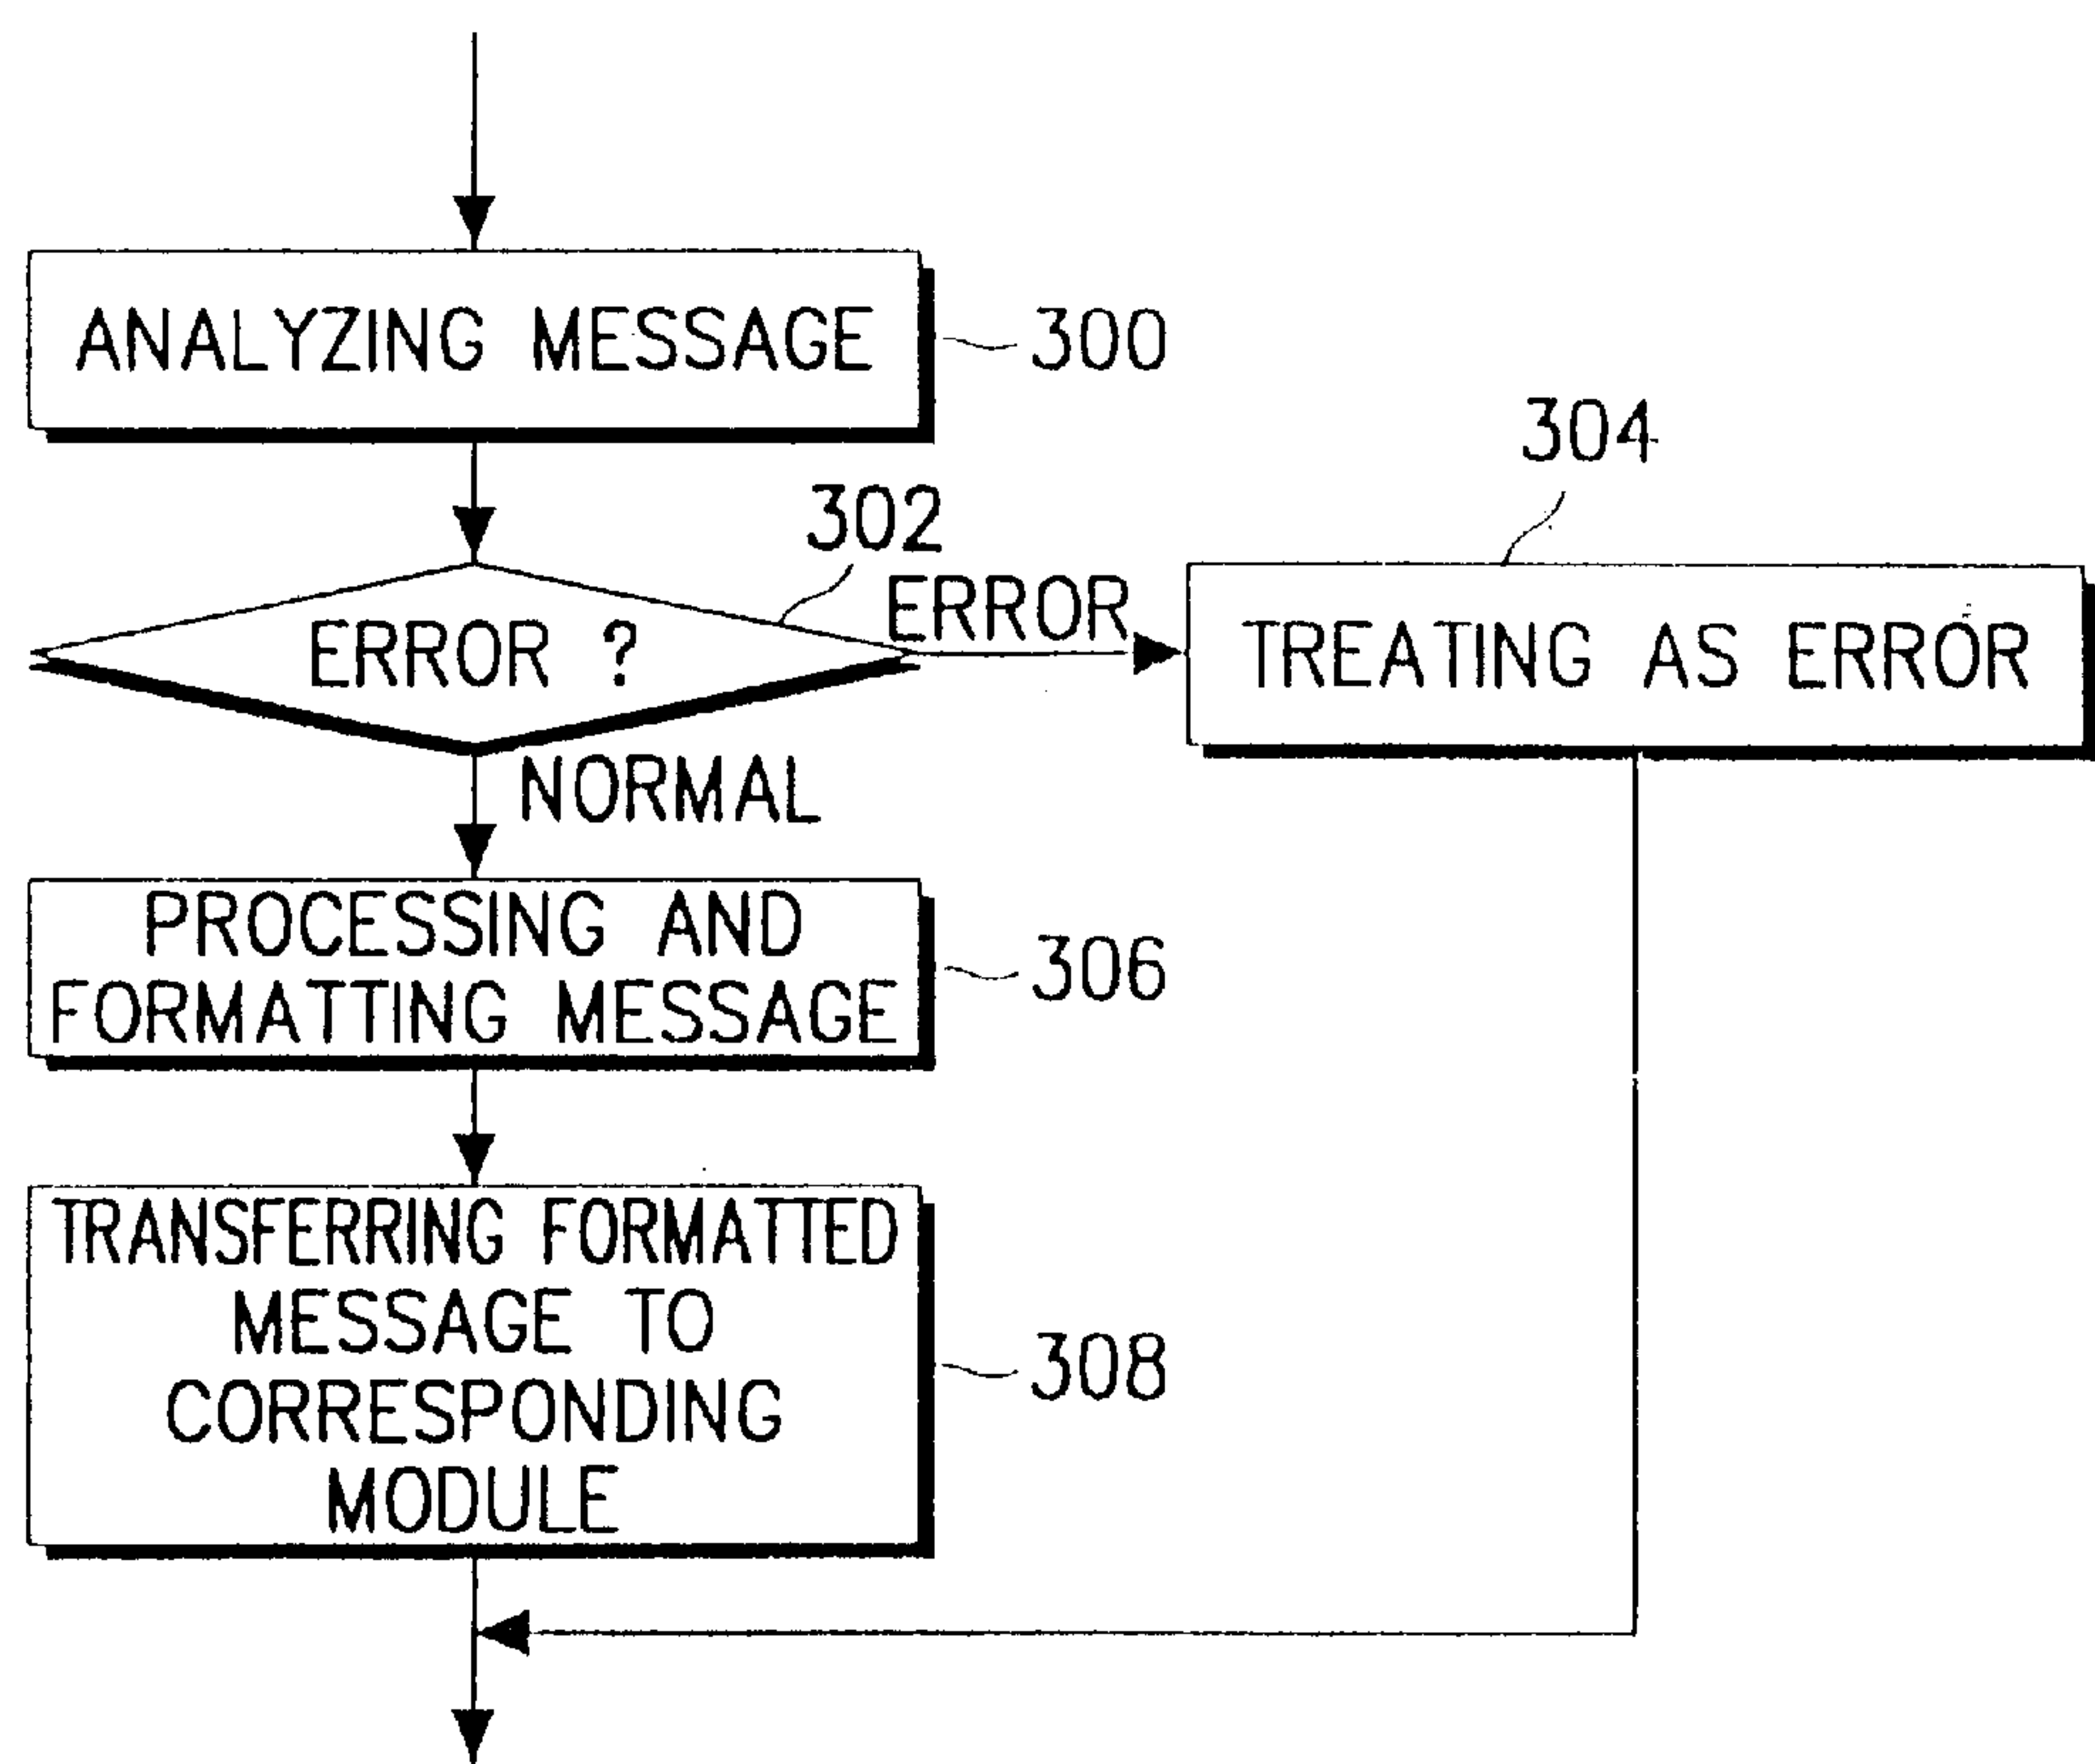 ANALYZING MESSAGE
300
304
302
ERROR
ERROR ?
TREATING AS ERROR
NORMAL
PROCESSING AND
FORMATTING MESSAGE
306
TRANSFERRING FORMATTED
MESSAGE TO
CORRESPONDING
MODULE
308